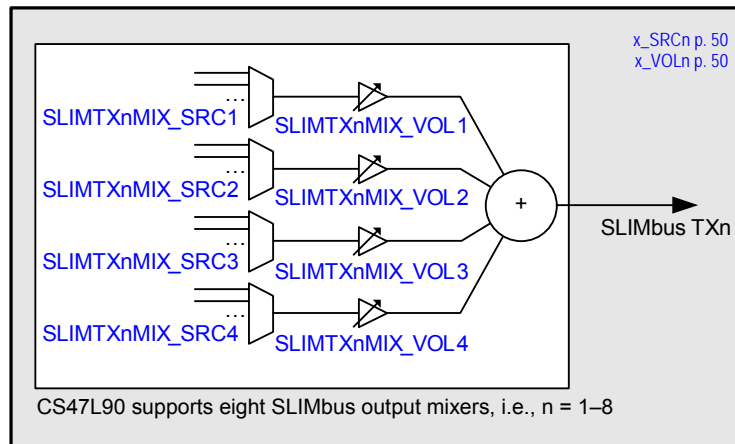 x_SRCn p. 50
x_VOLn p. 50
...
SLIMTXnMIX_SRC1
SLIMTXnMIX_VOL1
...
SLIMTXnMIX_SRC2
SLIMTXnMIX_VOL2
+
SLIMbus TXn
...
SLIMTXnMIX_SRC3
SLIMTXnMIX_VOL3
...
SLIMTXnMIX_SRC4
SLIMTXnMIX_VOL4
CS47L90 supports eight SLIMbus output mixers, i.e., n = 1–8